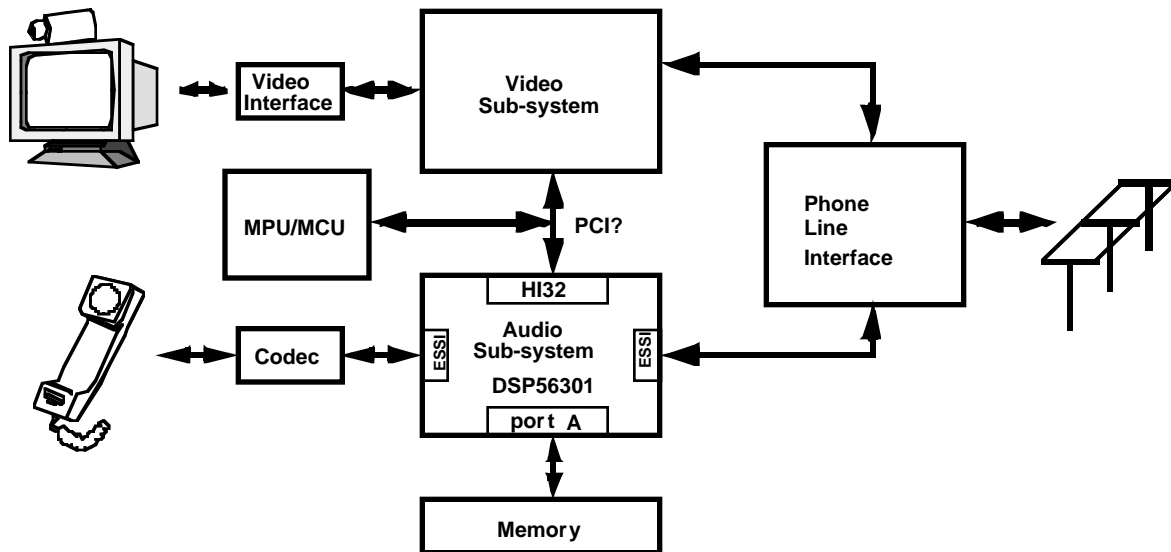 Video
Interface
Video
Sub-system
MPU/MCU
PCI?
Phone
Line
Interface
HI32
Codec
ESSI
Audio
Sub-system
ESSI
DSP56301
port A
Memory